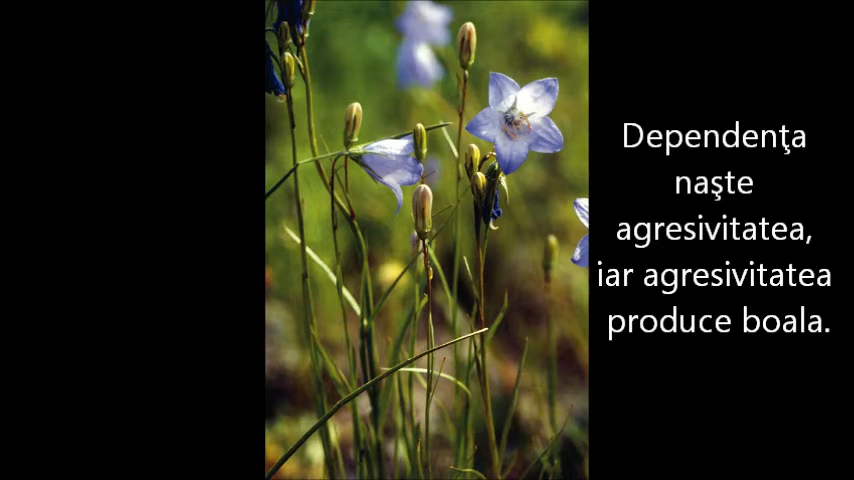 Dependenţa
naşte
agresivitatea,
iar agresivitatea
produce boala.